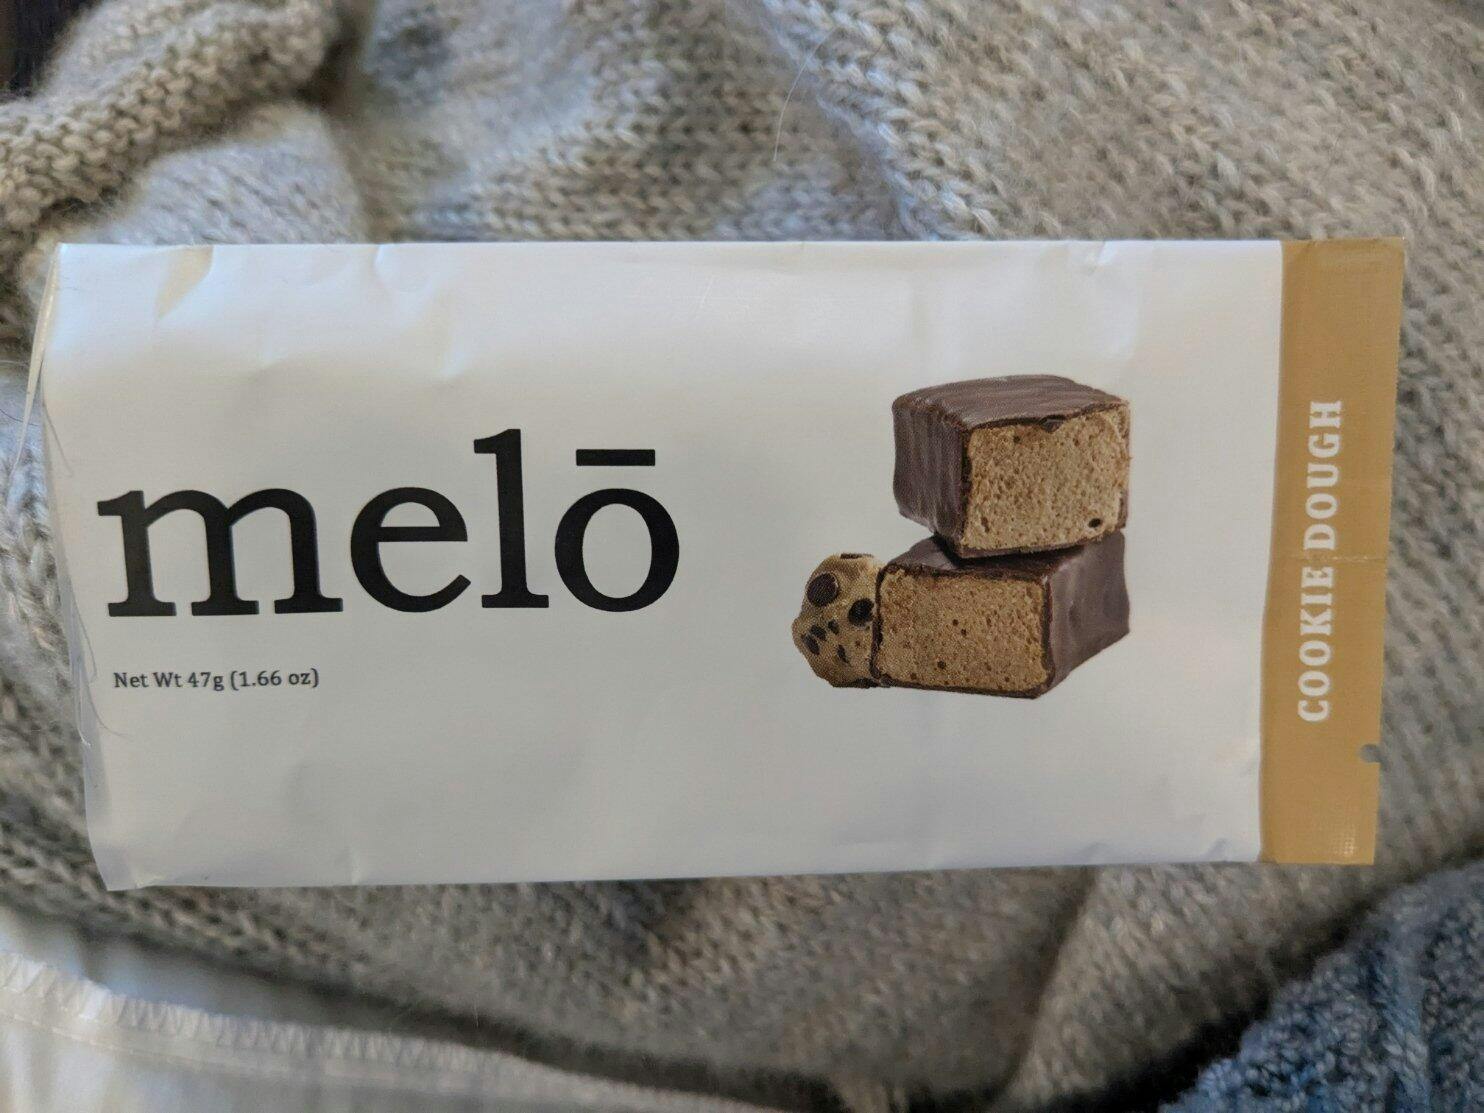 melō
Net Wt 47g (1.66 oz)
COOKIE DOUGH